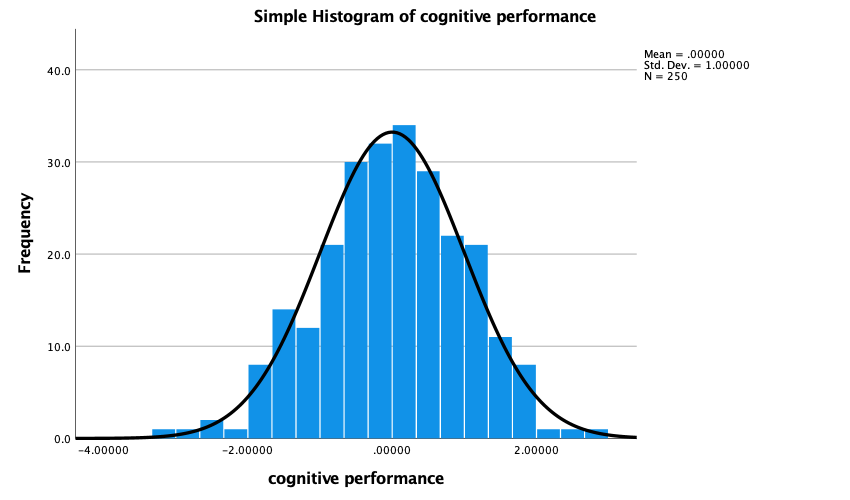 Simple Histogram of cognitive performance
Mean = .00000
Std. Dev. = 1.00000
N = 250
Frequency
40.0
30.0
20.0
10.0
0.0
-4.00000 -2.00000 .00000 2.00000
cognitive performance